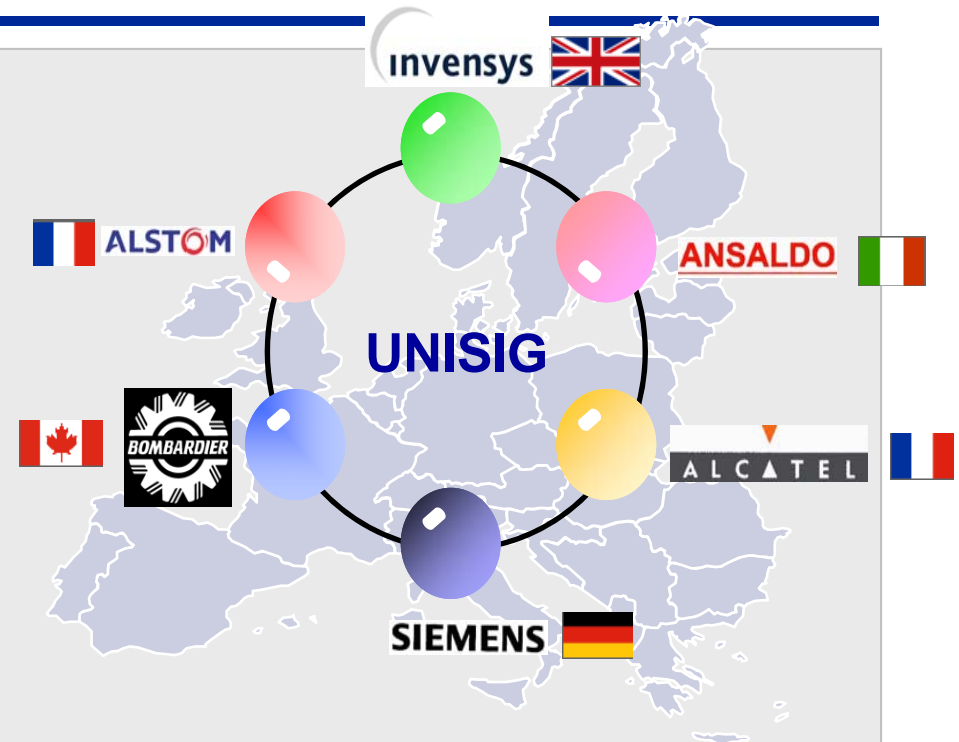 invensys
ALSTOM
ANSALDO
UNISIG
BOMBARDIER
ALCATEL
SIEMENS